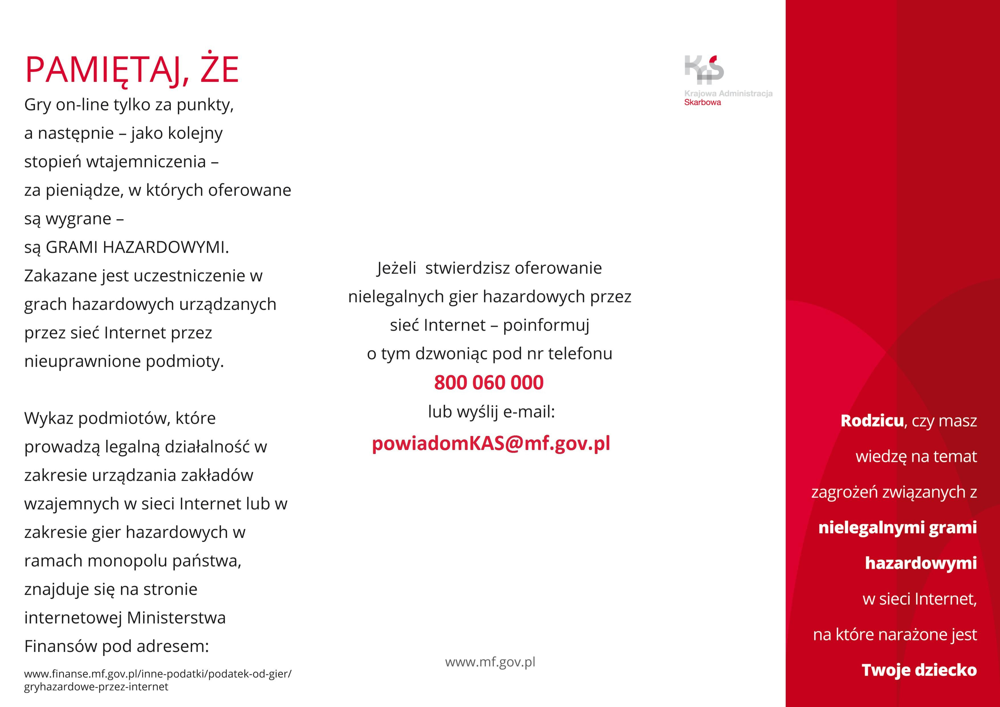 PAMIĘTAJ, ŻE
Gry on-line tylko za punkty,
a następnie – jako kolejny
stopień wtajemniczenia –
za pieniądze, w których oferowane
są wygrane –
są GRAMI HAZARDOWYMI.
Zakazane jest uczestniczenie w
grach hazardowych urządzanych
przez sieć Internet przez
nieuprawnione podmioty.
Wykaz podmiotów, które
prowadzą legalną działalność w
zakresie urządzania zakładów
wzajemnych w sieci Internet lub w
zakresie gier hazardowych w
ramach monopolu państwa,
znajduje się na stronie
internetowej Ministerstwa
Finansów pod adresem:
www.finanse.mf.gov.pl/inne-podatki/podatek-od-gier/
gryhazardowe-przez-internet
Jeżeli  stwierdzisz oferowanie
nielegalnych gier hazardowych przez
sieć Internet – poinformuj
o tym dzwoniąc pod nr telefonu
800 060 000
lub wyślij e-mail:
powiadomKAS@mf.gov.pl
www.mf.gov.pl
KAS
Krajowa Administracja
Skarbowa
Rodzicu, czy masz
wiedzę na temat
zagrożeń związanych z
nielegalnymi grami
hazardowymi
w sieci Internet,
na które narażone jest
Twoje dziecko